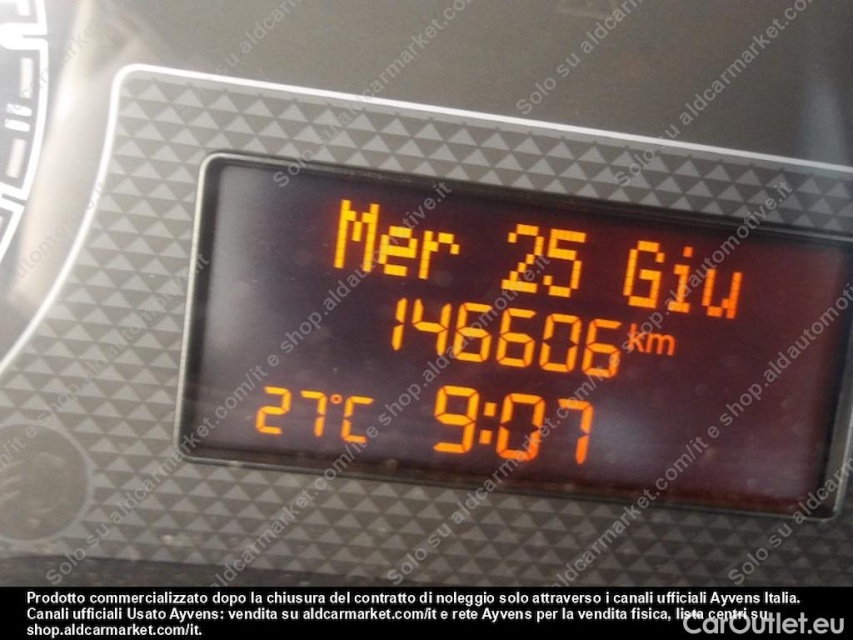 Mer 25 Giu
146606 km
27°C 9:07
Prodotto commercializzato dopo la chiusura del contratto di noleggio solo attraverso i canali ufficiali Ayvens Italia.
Canali ufficiali Usato Ayvens: vendita su aldcarmarket.com/it e rete Ayvens per la vendita fisica, lista centri su
shop.aldcarmarket.com/it.
CarOutlet.eu